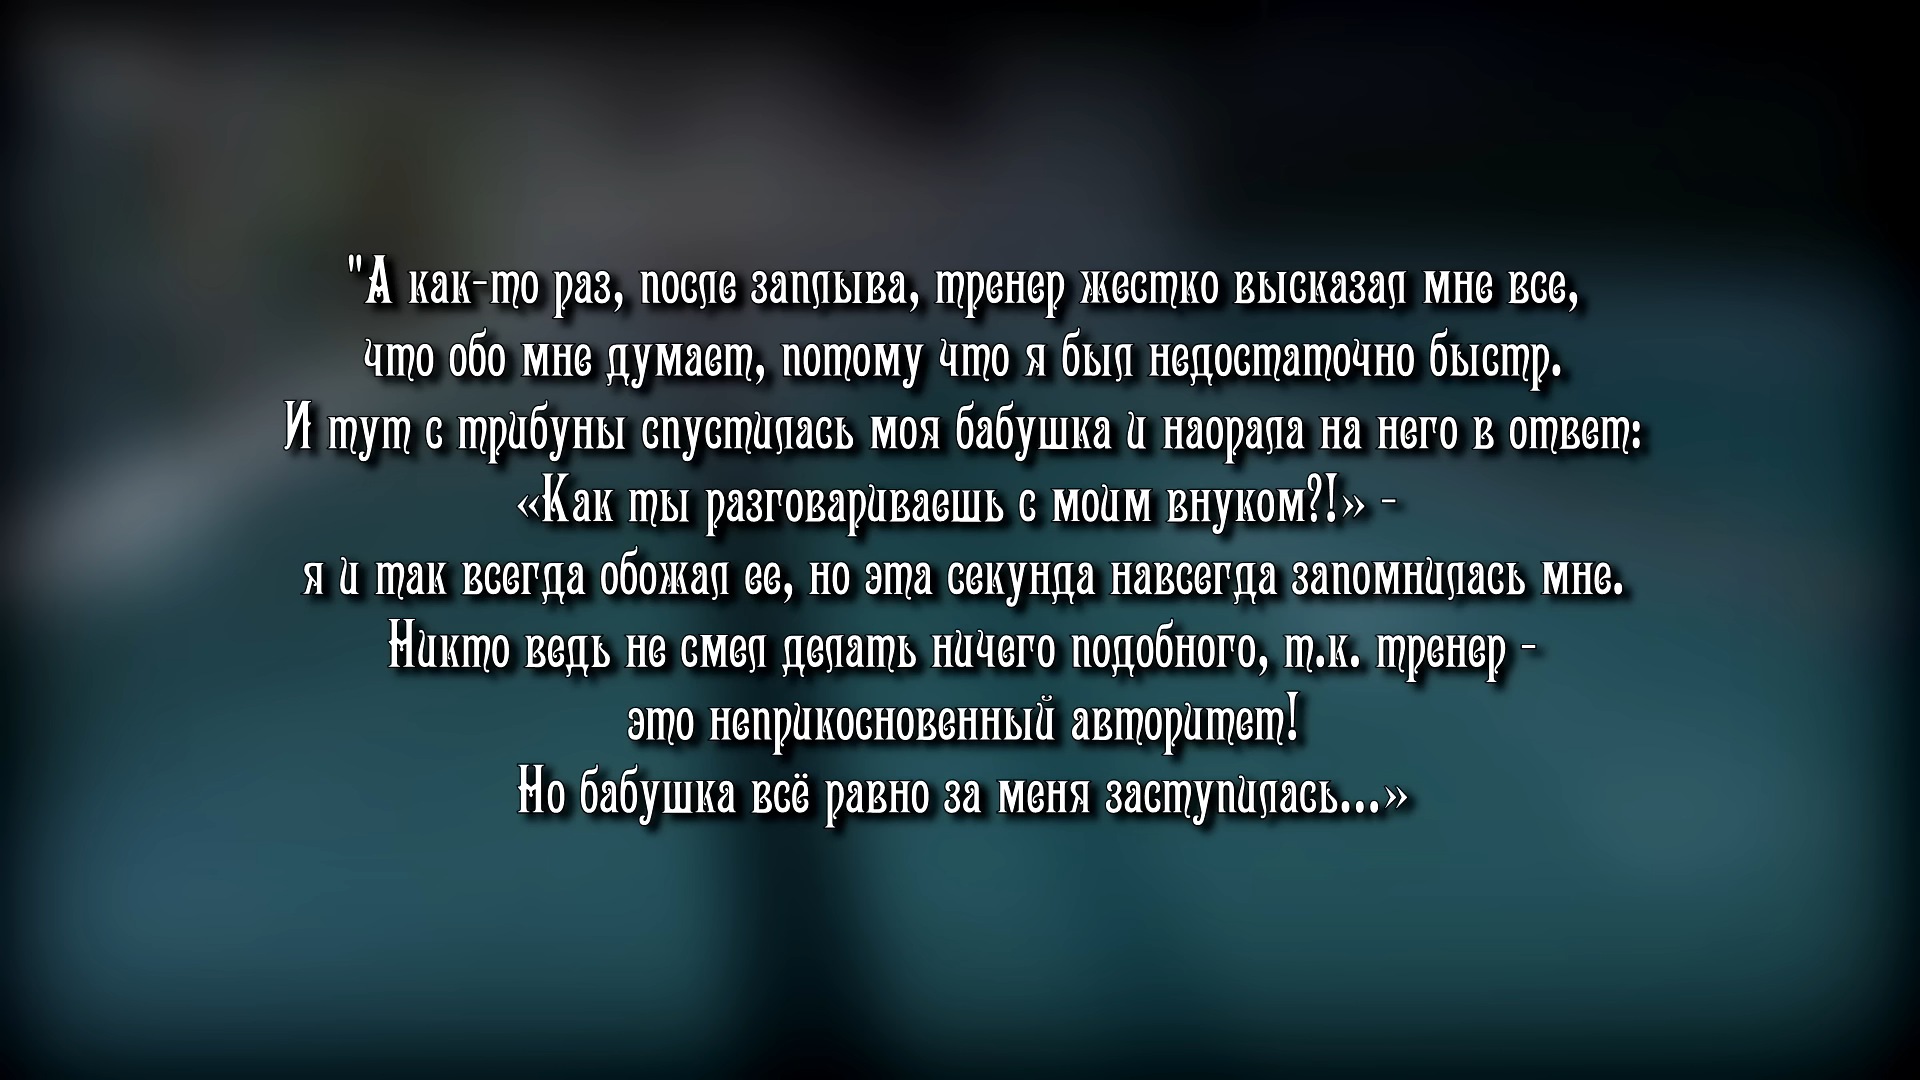 "А как-то раз, после заплыва, тренер жестко высказал мне все,
что обо мне думает, потому что я был недостаточно быстр.
И тут с трибуны спустилась моя бабушка и наорала на него в ответ:
«Как ты разговариваешь с моим внуком?!» -
я и так всегда обожал ее, но эта секунда навсегда запомнилась мне.
Никто ведь не смел делать ничего подобного, т.к. тренер -
это неприкосновенный авторитет!
Но бабушка всё равно за меня заступилась...»